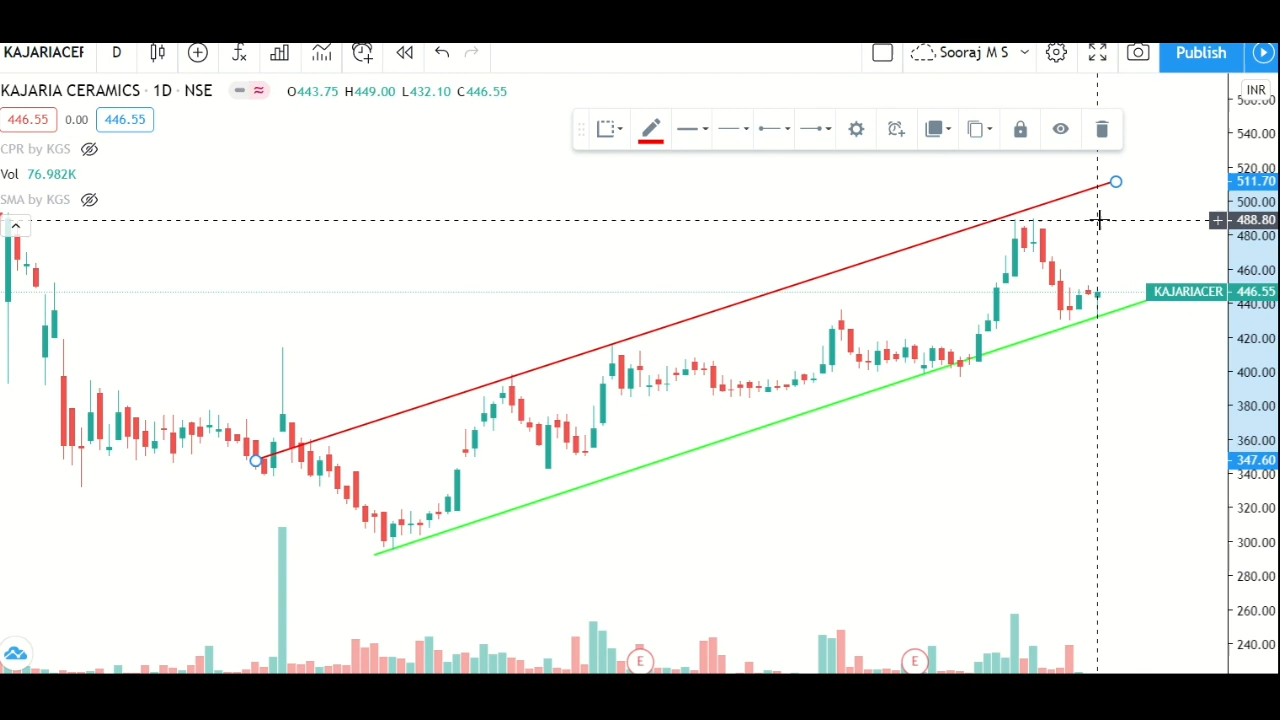 KAJARIACER D Sooraj M S Publish
KAJARIA CERAMICS · 1D · NSE O443.75 H449.00 L432.10 C446.55
INR
446.55 0.00 446.55
540.00
CPR by KGS
520.00
Vol 76.982K
511.70
SMA by KGS
500.00
488.80
480.00
460.00
KAJARIACER 446.55
440.00
420.00
400.00
380.00
360.00
347.60
340.00
320.00
300.00
280.00
260.00
E E
240.00